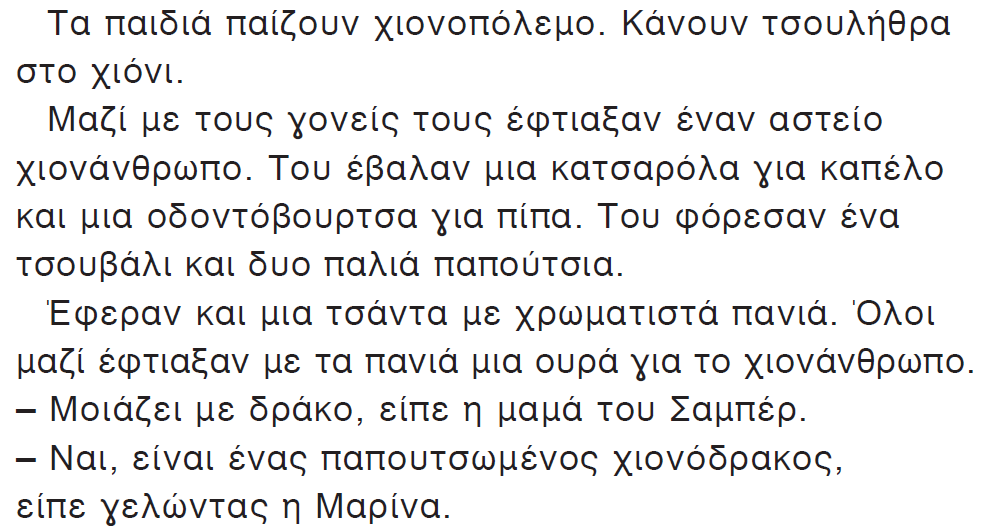 Τα παιδιά παίζουν χιονοπόλεμο. Κάνουν τσουλήθρα
στο χιόνι.
Μαζί με τους γονείς τους έφτιαξαν έναν αστείο
χιονάνθρωπο. Του έβαλαν μια κατσαρόλα για καπέλο
και μια οδοντόβουρτσα για πίπα. Του φόρεσαν ένα
τσουβάλι και δυο παλιά παπούτσια.
Έφεραν και μια τσάντα με χρωματιστά πανιά. Όλοι
μαζί έφτιαξαν με τα πανιά μια ουρά για το χιονάνθρωπο.
– Μοιάζει με δράκο, είπε η μαμά του Σαμπέρ.
– Ναι, είναι ένας παπουτσωμένος χιονόδρακος,
είπε γελώντας η Μαρίνα.